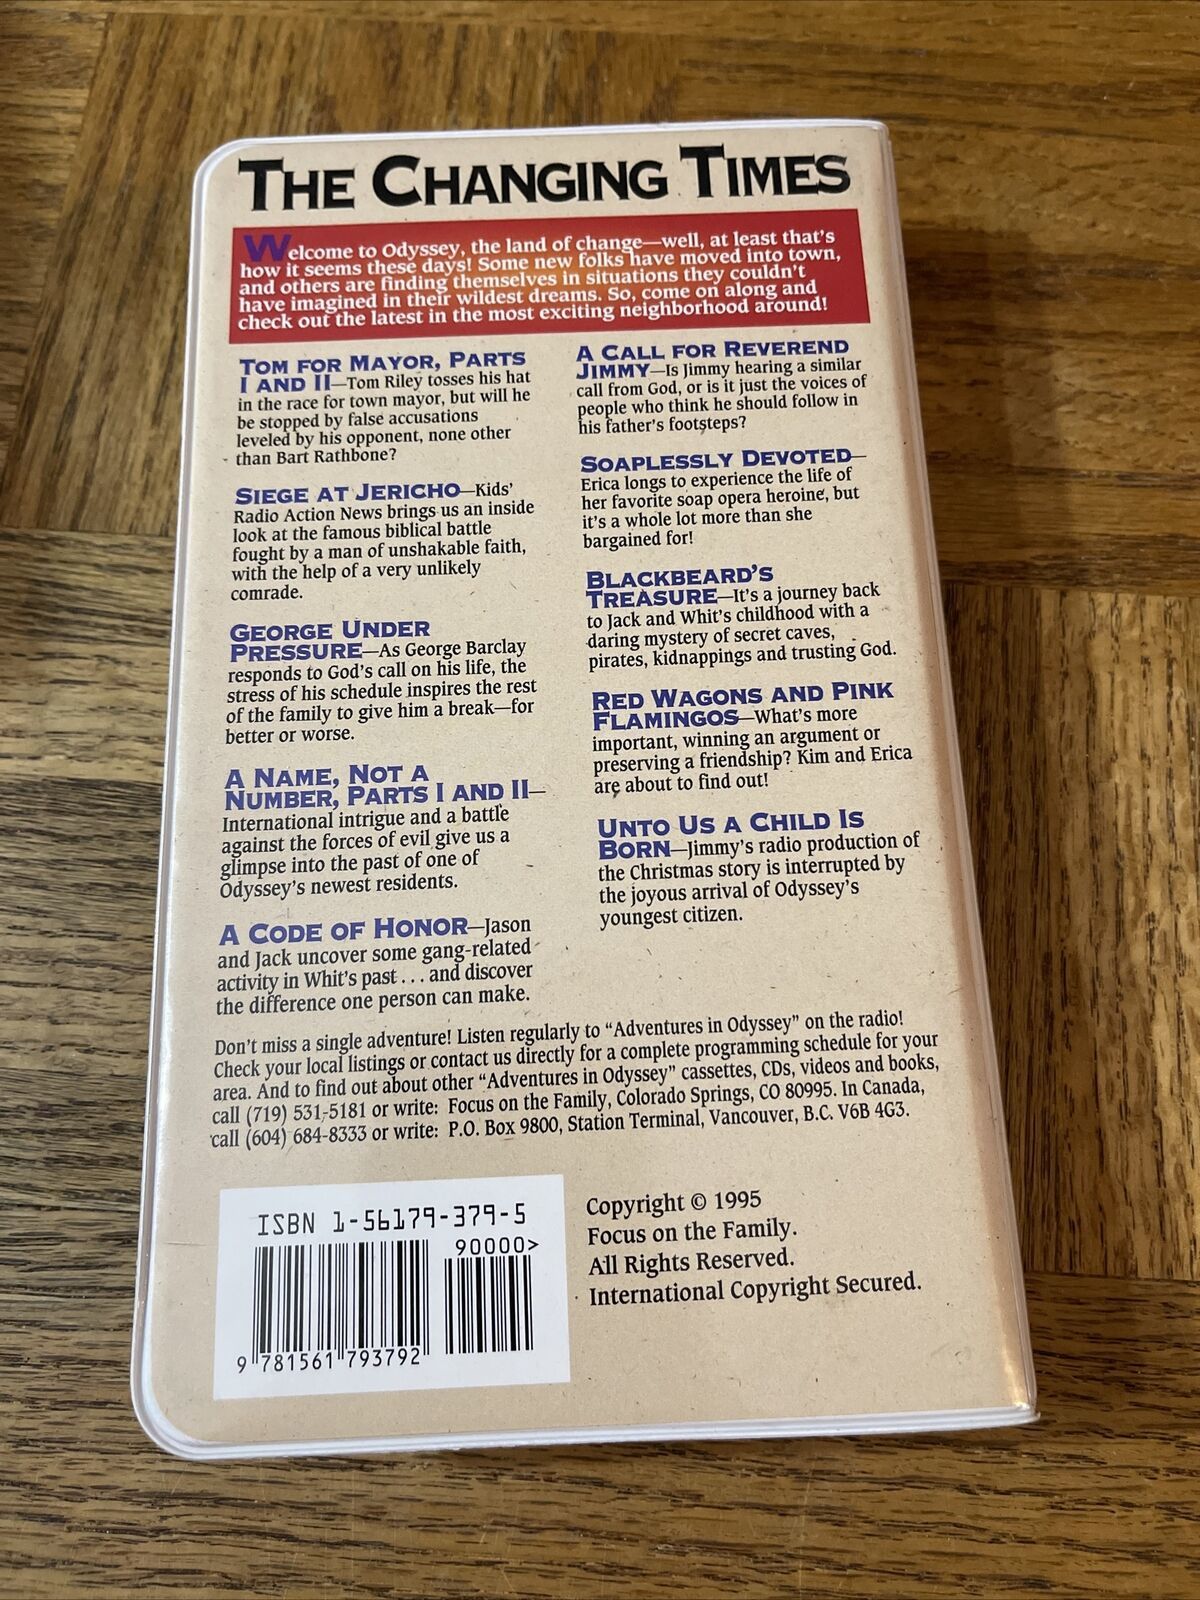 THE CHANGING TIMES
Welcome to Odyssey, the land of change—well, at least that's
how it seems these days! Some new folks have moved into town,
and others are finding themselves in situations they couldn't
have imagined in their wildest dreams. So, come on along and
check out the latest in the most exciting neighborhood around!
TOM FOR MAYOR, PARTS
I AND II—Tom Riley tosses his hat
in the race for town mayor, but will he
be stopped by false accusations
leveled by his opponent, none other
than Bart Rathbone?
SIEGE AT JERICHO—Kids'
Radio Action News brings us an inside
look at the famous biblical battle
fought by a man of unshakable faith,
with the help of a very unlikely
comrade.
GEORGE UNDER
PRESSURE—As George Barclay
responds to God's call on his life, the
stress of his schedule inspires the rest
of the family to give him a break—for
better or worse.
A NAME, NOT A
NUMBER, PARTS I AND II—
International intrigue and a battle
against the forces of evil give us a
glimpse into the past of one of
Odyssey's newest residents.
A CODE OF HONOR—Jason
and Jack uncover some gang-related
activity in Whit's past . . . and discover
the difference one person can make.
A CALL FOR REVEREND
JIMMY—Is Jimmy hearing a similar
call from God, or is it just the voices of
people who think he should follow in
his father's footsteps?
SOAPLESSLY DEVOTED—
Erica longs to experience the life of
her favorite soap opera heroine, but
it's a whole lot more than she
bargained for!
BLACKBEARD'S
TREASURE—It's a journey back
to Jack and Whit's childhood with a
daring mystery of secret caves,
pirates, kidnappings and trusting God.
RED WAGONS AND PINK
FLAMINGOS—What's more
important, winning an argument or
preserving a friendship? Kim and Erica
are about to find out!
UNTO US A CHILD IS
BORN—Jimmy's radio production of
the Christmas story is interrupted by
the joyous arrival of Odyssey's
youngest citizen.
Don't miss a single adventure! Listen regularly to "Adventures in Odyssey" on the radio!
Check your local listings or contact us directly for a complete programming schedule for your
area. And to find out about other "Adventures in Odyssey" cassettes, CDs, videos and books,
call (719) 531-5181 or write: Focus on the Family, Colorado Springs, CO 80995. In Canada,
call (604) 684-8333 or write: P.O. Box 9800, Station Terminal, Vancouver, B.C. V6B 4G3.
ISBN 1-56179-379-5
90000>
9 781561 793792
Copyright © 1995
Focus on the Family.
All Rights Reserved.
International Copyright Secured.